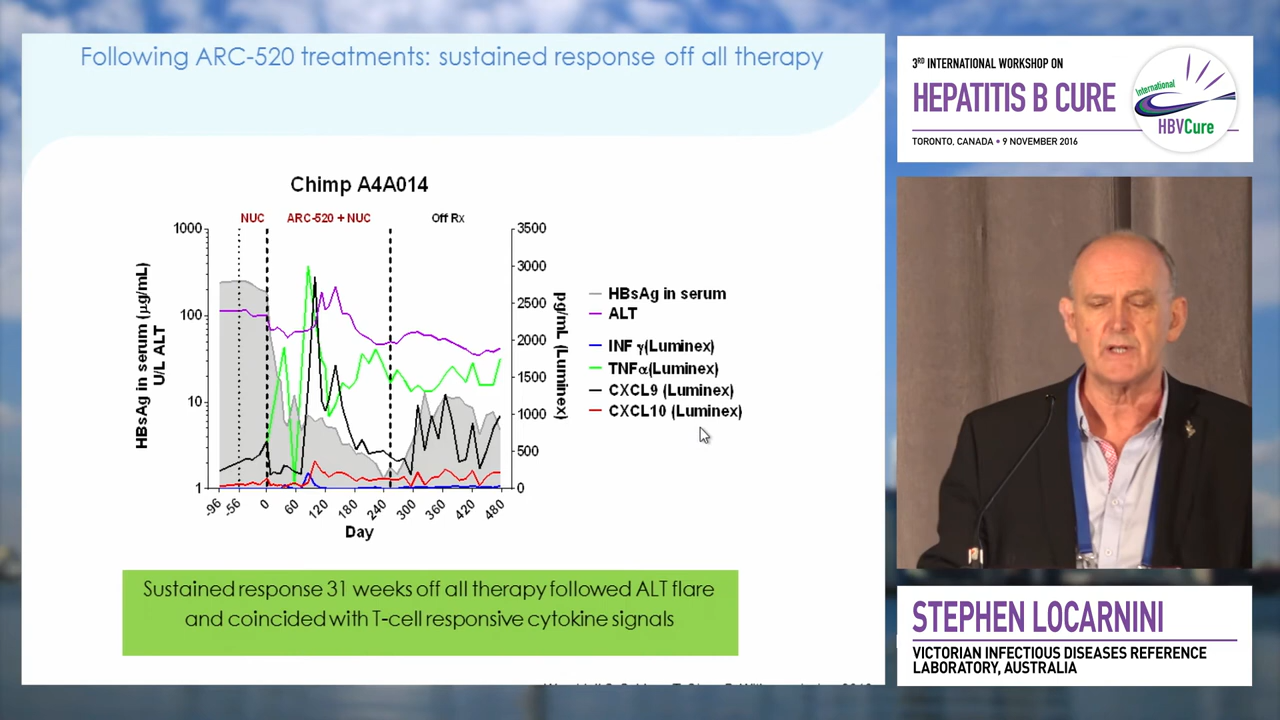 Following ARC-520 treatments: sustained response off all therapy
Chimp A4A014
NUC
ARC-520 + NUC
Off Rx
1000
100
10
1
HBsAg in serum (µg/mL)
U/L ALT
3500
3000
2500
2000
1500
1000
500
0
pg/mL (Luminex)
-96
-56
0
60
120
180
240
300
360
420
480
Day
HBsAg in serum
ALT
INF γ(Luminex)
TNFα(Luminex)
CXCL9 (Luminex)
CXCL10 (Luminex)
Sustained response 31 weeks off all therapy followed ALT flare
and coincided with T-cell responsive cytokine signals
3RD INTERNATIONAL WORKSHOP ON
HEPATITIS B CURE
TORONTO, CANADA • 9 NOVEMBER 2016
International
HBVCure
STEPHEN LOCARNINI
VICTORIAN INFECTIOUS DISEASES REFERENCE
LABORATORY, AUSTRALIA